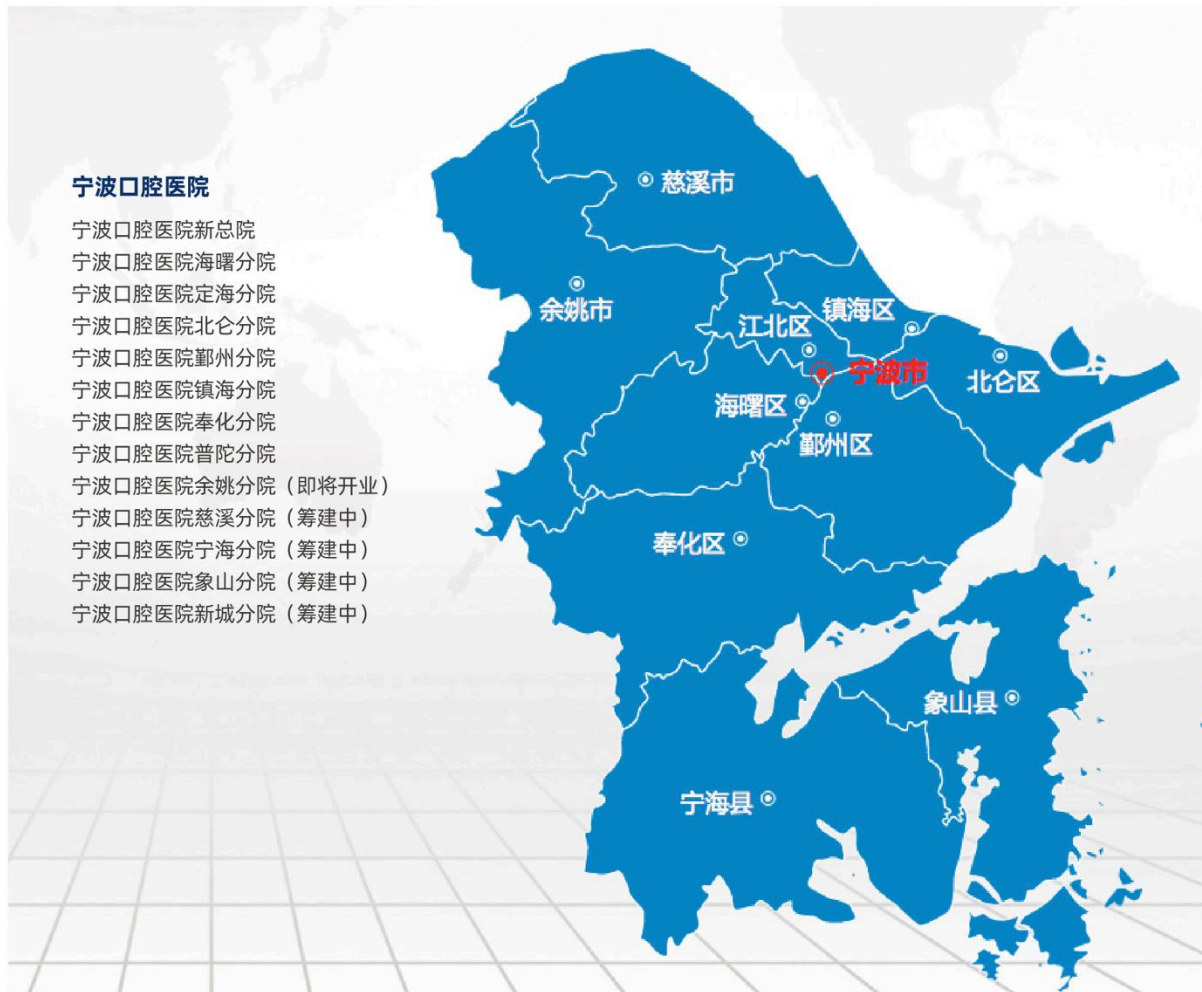 宁波口腔医院
宁波口腔医院新总院
宁波口腔医院海曙分院
宁波口腔医院定海分院
宁波口腔医院北仑分院
宁波口腔医院鄞州分院
宁波口腔医院镇海分院
宁波口腔医院奉化分院
宁波口腔医院普陀分院
宁波口腔医院余姚分院（即将开业）
宁波口腔医院慈溪分院（筹建中）
宁波口腔医院宁海分院（筹建中）
宁波口腔医院象山分院（筹建中）
宁波口腔医院新城分院（筹建中）
慈溪市
余姚市
镇海区
江北区
宁波市
北仑区
海曙区
鄞州区
奉化区
象山县
宁海县